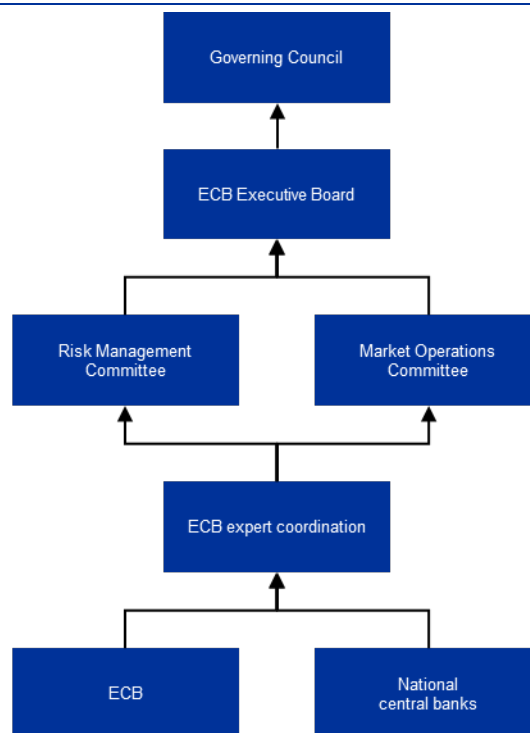 Governing Council
ECB Executive Board
Risk Management
Committee
Market Operations
Committee
ECB expert coordination
ECB
National
central banks